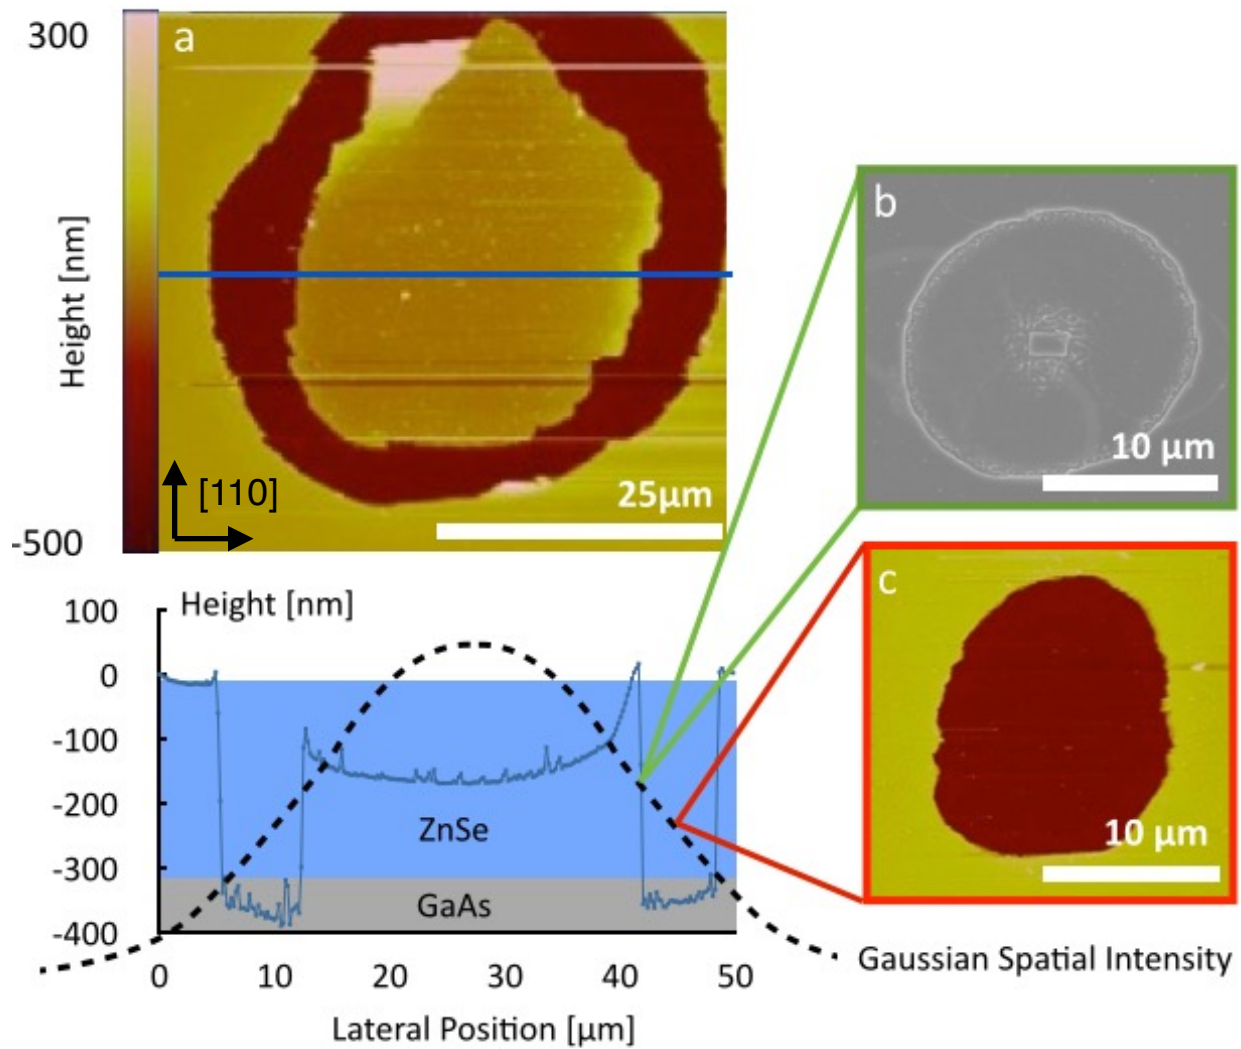 300
a
Height [nm]
[110]
25µm
-500
b
10 µm
c
10 µm
Height [nm]
100
0
-100
-200
-300
-400
ZnSe
GaAs
0 10 20 30 40 50
Lateral Position [µm]
Gaussian Spatial Intensity